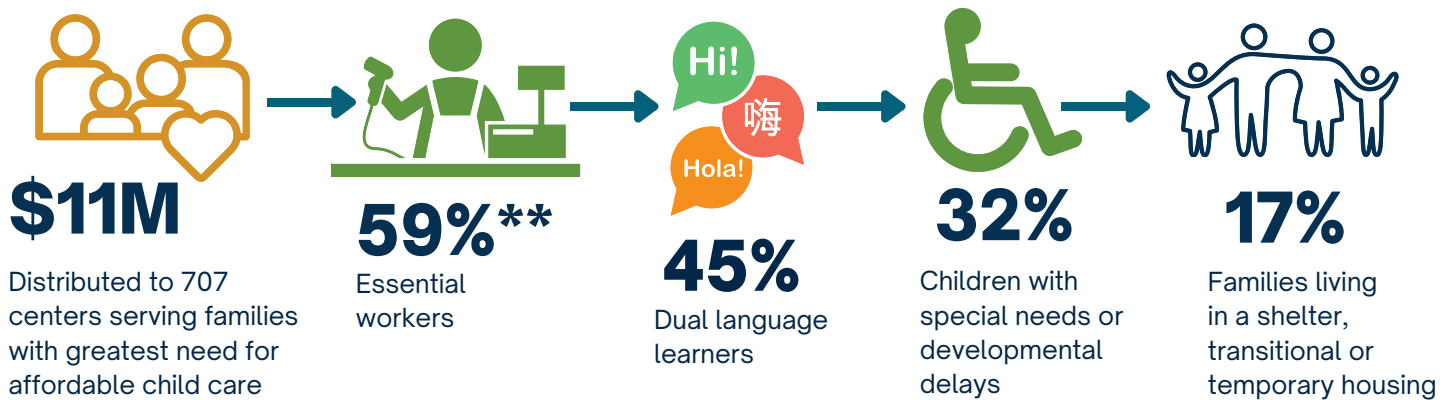 $11M
Distributed to 707
centers serving families
with greatest need for
affordable child care
59%**
Essential
workers
Hi!
嗨
Hola!
45%
Dual language
learners
32%
Children with
special needs or
developmental
delays
17%
Families living
in a shelter,
transitional or
temporary housing